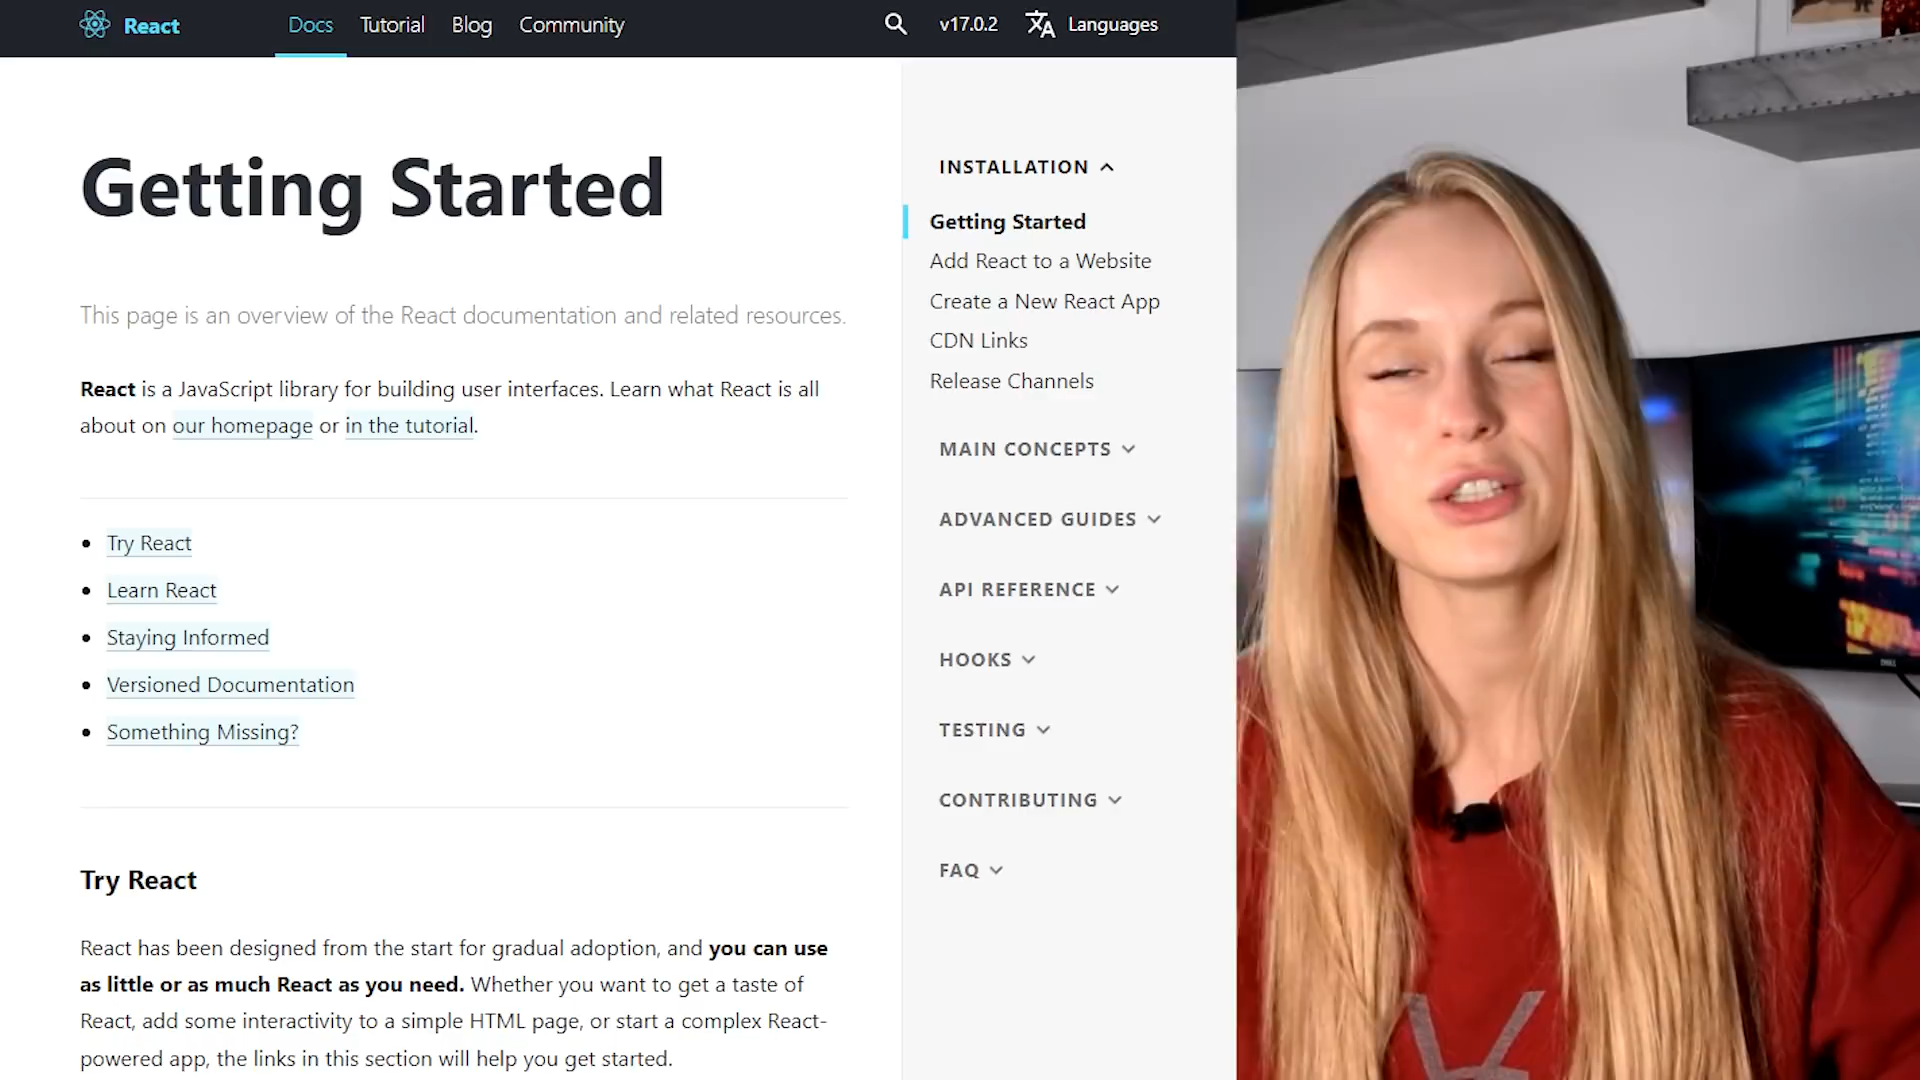 React
Docs
Tutorial
Blog
Community
v17.0.2
Languages
Getting Started
This page is an overview of the React documentation and related resources.
React is a JavaScript library for building user interfaces. Learn what React is all
about on our homepage or in the tutorial.
Try React
Learn React
Staying Informed
Versioned Documentation
Something Missing?
Try React
React has been designed from the start for gradual adoption, and you can use
as little or as much React as you need. Whether you want to get a taste of
React, add some interactivity to a simple HTML page, or start a complex React-
powered app, the links in this section will help you get started.
INSTALLATION
Getting Started
Add React to a Website
Create a New React App
CDN Links
Release Channels
MAIN CONCEPTS
ADVANCED GUIDES
API REFERENCE
HOOKS
TESTING
CONTRIBUTING
FAQ
DELL